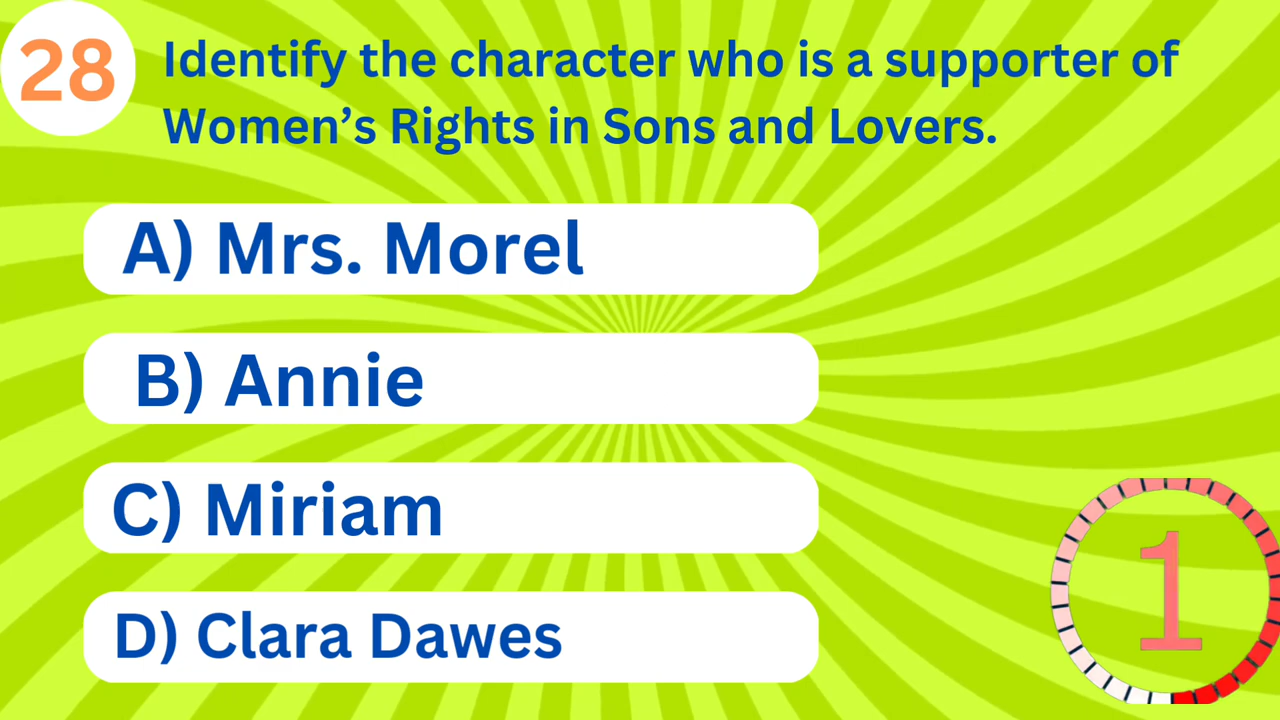 28
Identify the character who is a supporter of
Women’s Rights in Sons and Lovers.
A) Mrs. Morel
B) Annie
C) Miriam
D) Clara Dawes
1